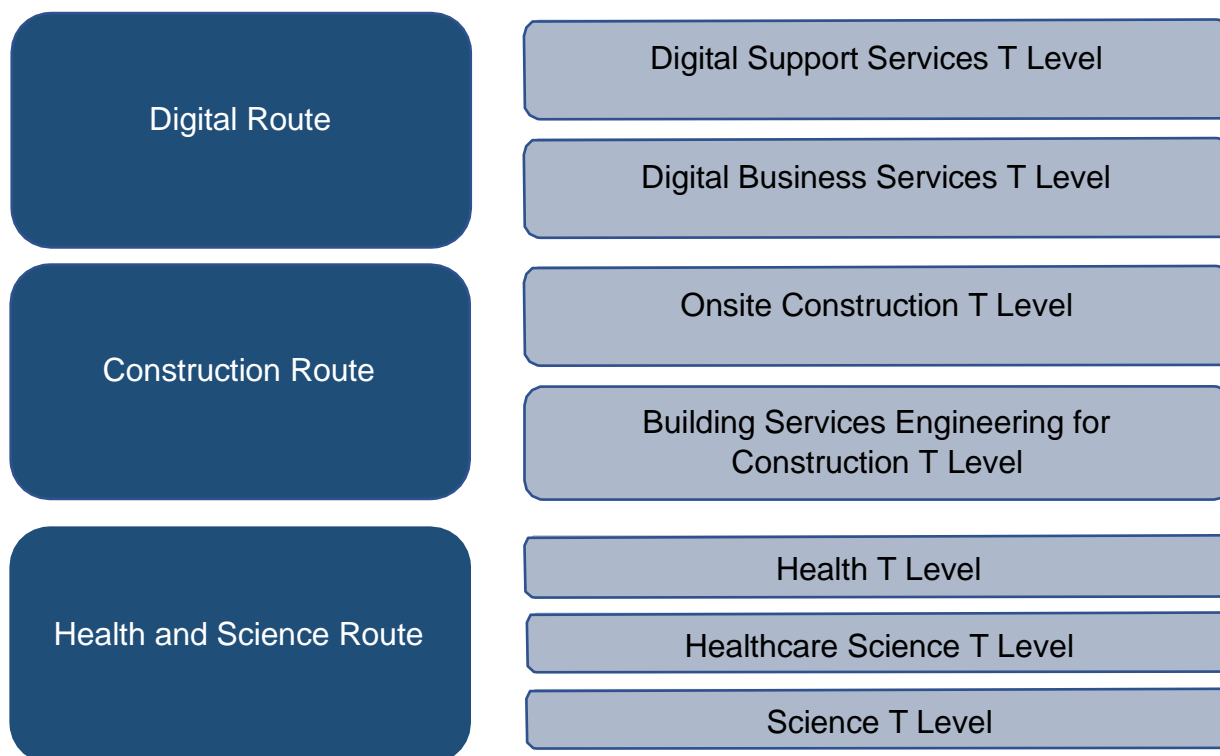 Digital Route
Digital Support Services T Level
Digital Business Services T Level
Construction Route
Onsite Construction T Level
Building Services Engineering for
Construction T Level
Health and Science Route
Health T Level
Healthcare Science T Level
Science T Level